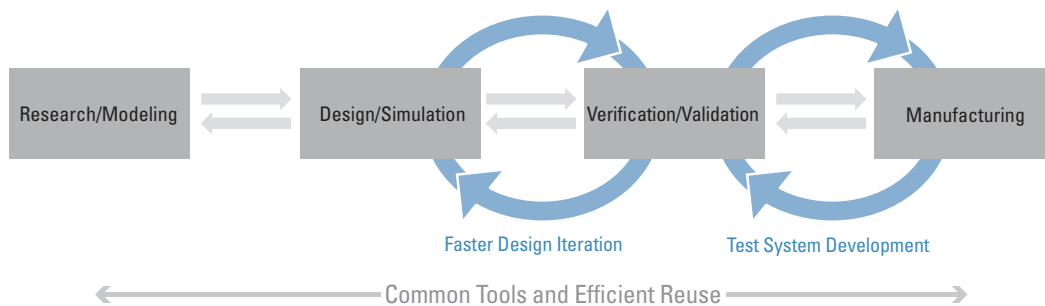 Research/Modeling
Design/Simulation
Verification/Validation
Manufacturing
Faster Design Iteration
Test System Development
Common Tools and Efficient Reuse